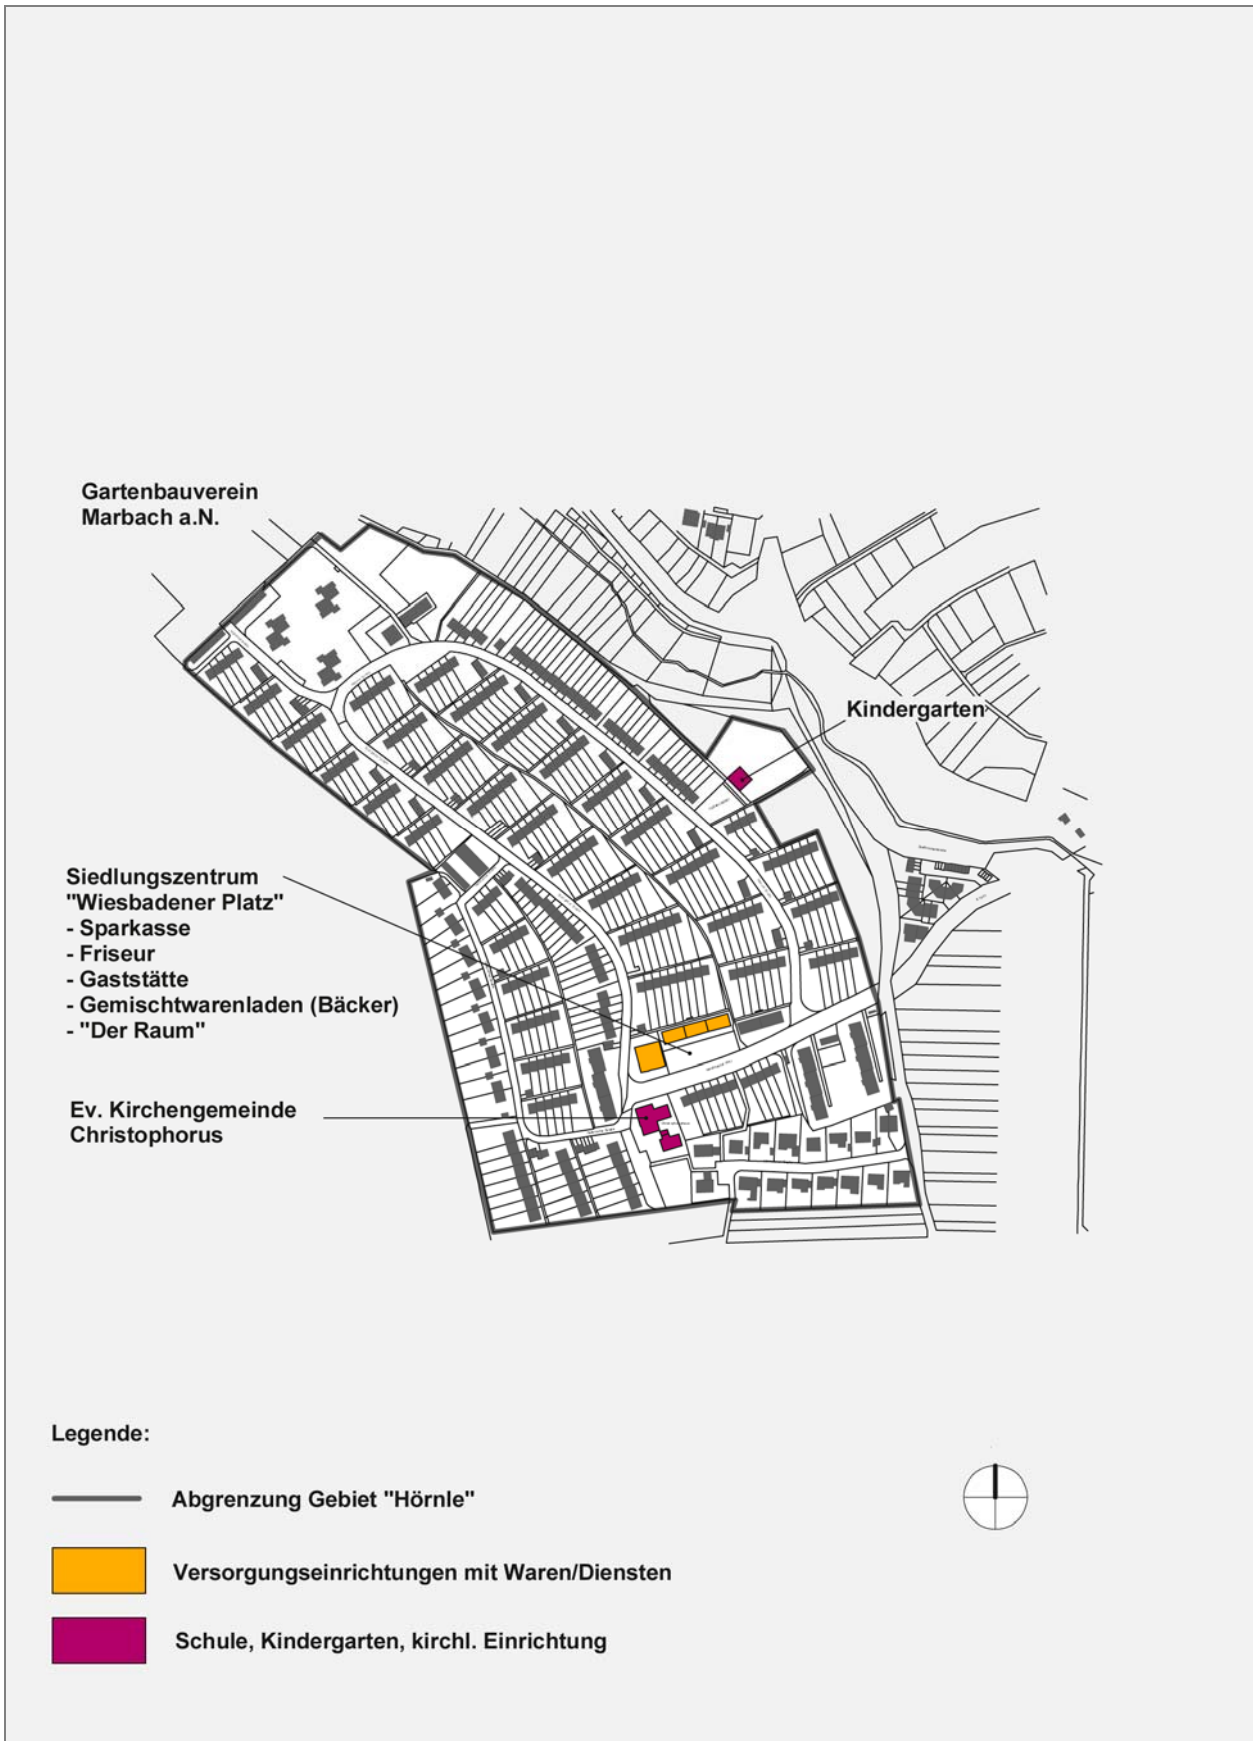 Gartenbauverein
Marbach a.N.
Kindergarten
Siedlungszentrum
"Wiesbadener Platz"
- Sparkasse
- Friseur
- Gaststätte
- Gemischtwarenladen (Bäcker)
- "Der Raum"
Ev. Kirchengemeinde
Christophorus
Legende:
Abgrenzung Gebiet "Hörnle"
Versorgungseinrichtungen mit Waren/Diensten
Schule, Kindergarten, kirchl. Einrichtung